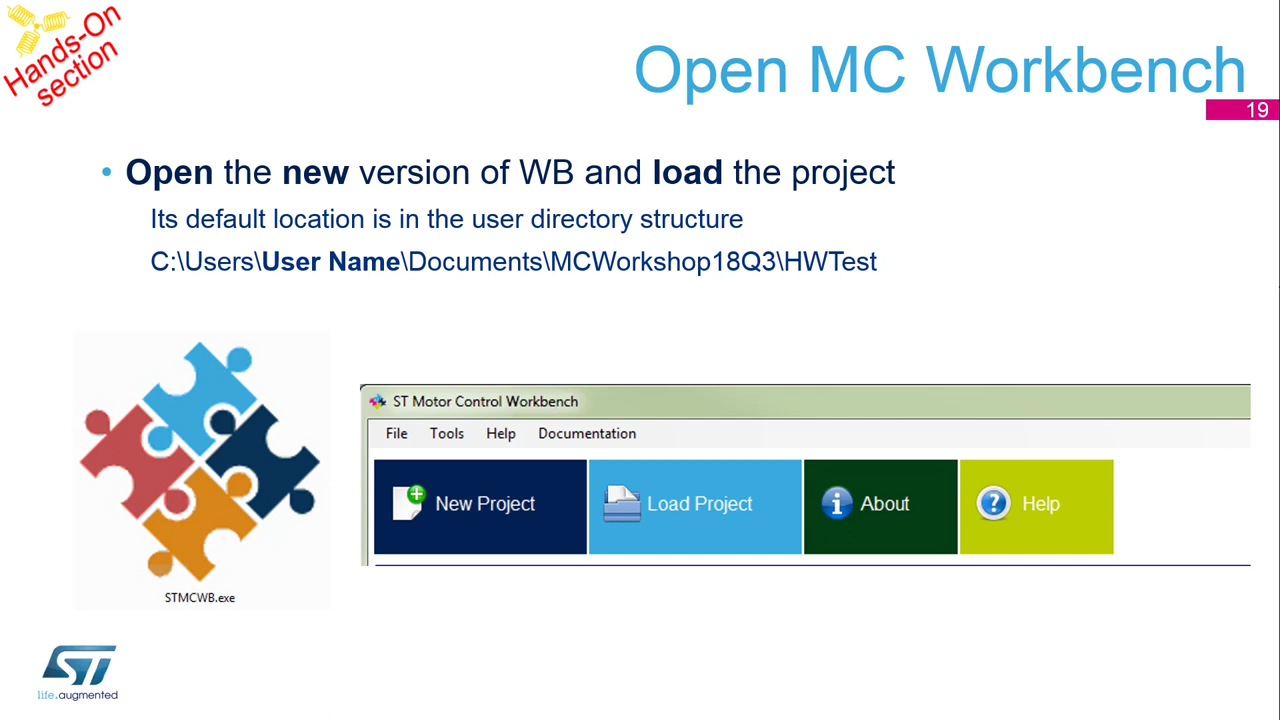 Hands-On
section
Open MC Workbench
19
• Open the new version of WB and load the project
Its default location is in the user directory structure
C:\Users\User Name\Documents\MCWorkshop18Q3\HWTest
STMCWB.exe
ST Motor Control Workbench
File Tools Help Documentation
New Project Load Project About Help
ST
life.augmented